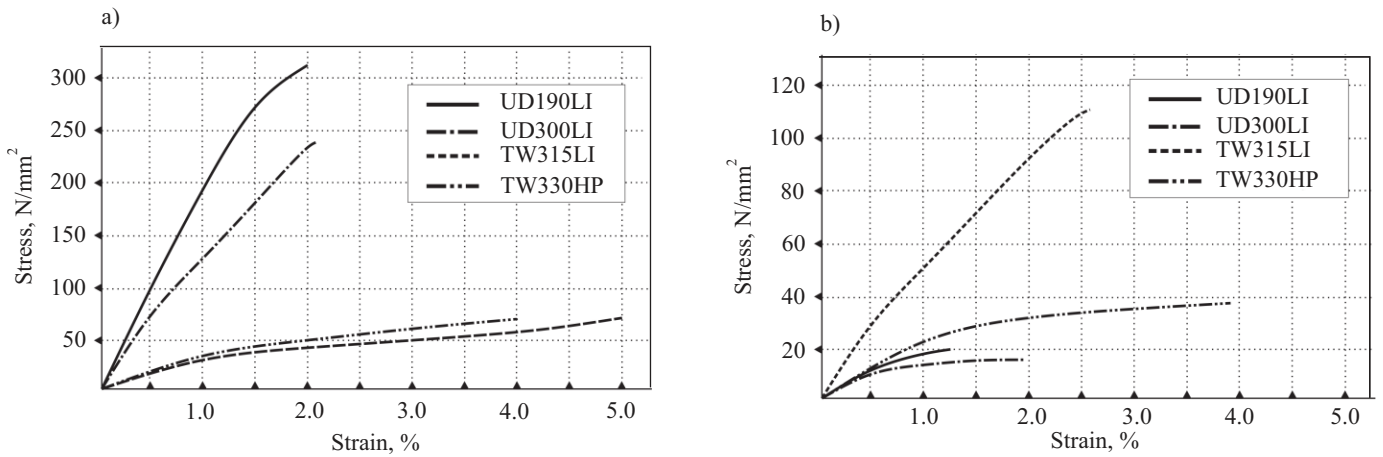 a)
300
250
200
150
100
50
Stress, N/mm²
UD190LI
UD300LI
TW315LI
TW330HP
1.0 2.0 3.0 4.0 5.0
Strain, %
b)
120
100
80
60
40
20
Stress, N/mm²
UD190LI
UD300LI
TW315LI
TW330HP
1.0 2.0 3.0 4.0 5.0
Strain, %